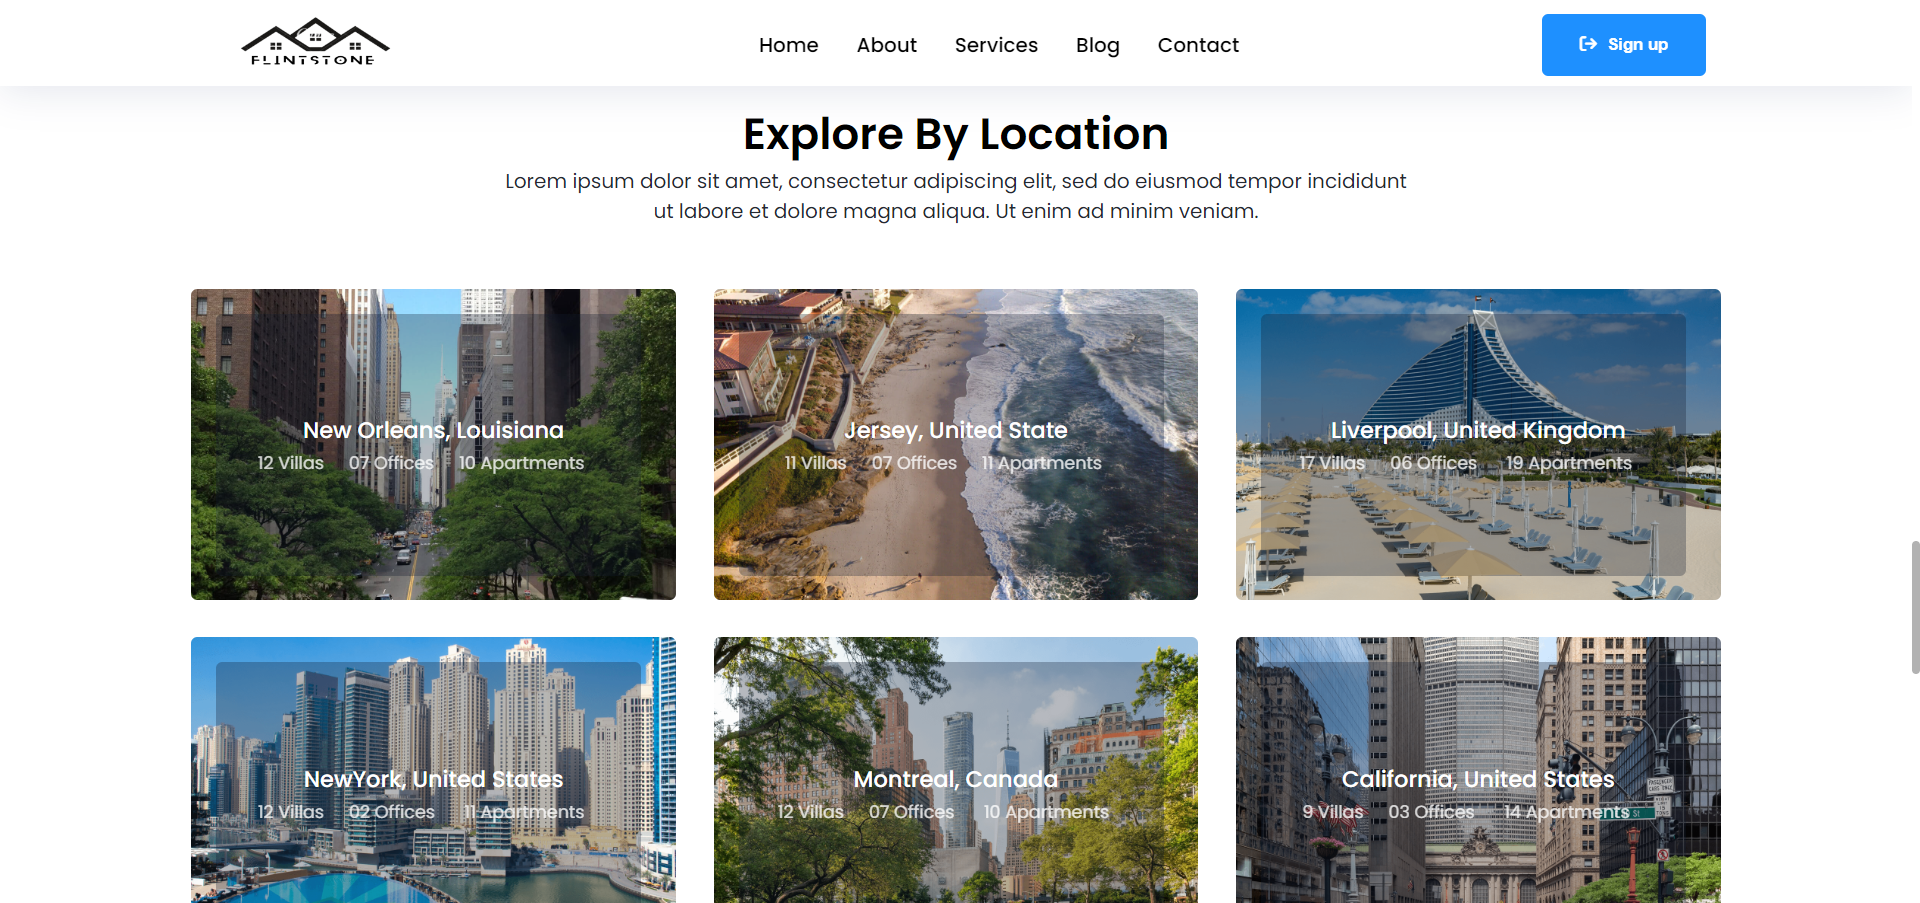 FLINTSTONE
Home About Services Blog Contact
Sign up
Explore By Location
Lorem ipsum dolor sit amet, consectetur adipiscing elit, sed do eiusmod tempor incididunt
ut labore et dolore magna aliqua. Ut enim ad minim veniam.
New Orleans, Louisiana
12 Villas 07 Offices 10 Apartments
Jersey, United State
11 Villas 07 Offices 11 Apartments
Liverpool, United Kingdom
17 Villas 06 Offices 19 Apartments
NewYork, United States
12 Villas 02 Offices 11 Apartments
Montreal, Canada
12 Villas 07 Offices 10 Apartments
California, United States
9 Villas 03 Offices 14 Apartments